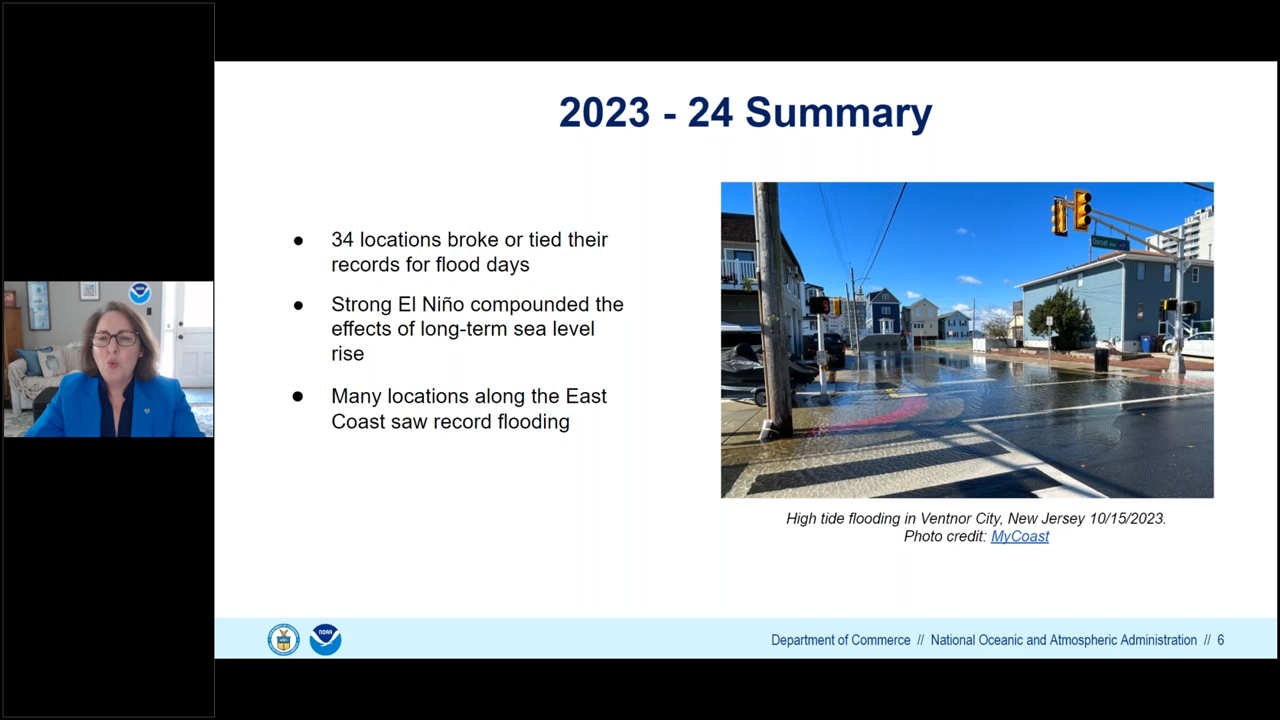 2023 - 24 Summary
● 34 locations broke or tied their
records for flood days
● Strong El Niño compounded the
effects of long-term sea level
rise
● Many locations along the East
Coast saw record flooding
High tide flooding in Ventnor City, New Jersey 10/15/2023.
Photo credit: MyCoast
NOAA
Department of Commerce // National Oceanic and Atmospheric Administration // 6